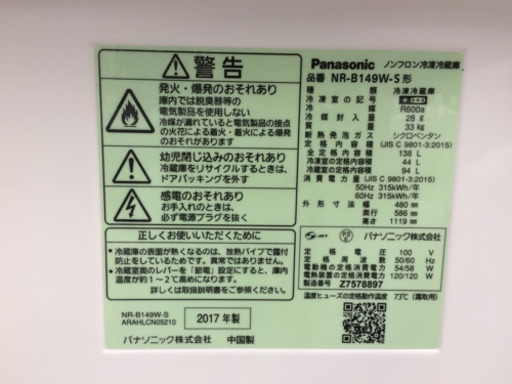 警告
発火・爆発のおそれあり
庫内では脱臭器等の
電気製品を使用しないでください
冷媒が漏れていると電気製品の接点
の火花による着火・爆発のおそれあり
幼児閉じ込みのおそれあり
冷蔵庫をリサイクルするときは、
ドアパッキングを外す
感電のおそれあり
お手入れのときは、
必ず電源プラグを抜く
正しくお使いいただくために
•冷蔵庫の表面が熱くなるのは、放熱パイプで露付
防止をしているためです。異常ではありません。
•冷蔵室奥のレバーを「節電」設定にすると、庫内
温度が1～2℃高めになります。
詳しくは取扱説明書をご参照ください。
NR-B149W-S
ARAHLCN05210
2017年製
パナソニック株式会社 中国製
Panasonic ノンフロン冷凍冷蔵庫
品番 NR-B149W-S形
種類 冷凍冷蔵庫
冷凍室の記号
冷媒 R600a
冷媒封入量 28 g
質量 33 kg
断熱発泡ガス シクロペンタン
定格内容積 (JIS C 9801-3:2015)
全定格内容積 138 L
冷凍室の定格内容積 44 L
冷蔵室の定格内容積 94 L
消費電力量 (JIS C 9801-3:2015)
50Hz 315kWh/年
60Hz 315kWh/年
外形寸法 幅 480 mm
奥行 586 mm
高さ 1119 mm
JET パナソニック株式会社
定格電圧 100 V
定格周波数 50/60 Hz
電動機の定格消費電力 54/58 W
電熱装置の定格消費電力 120/120 W
製造番号 Z7578897
温度ヒューズの定格動作温度 73℃ (霜取用)